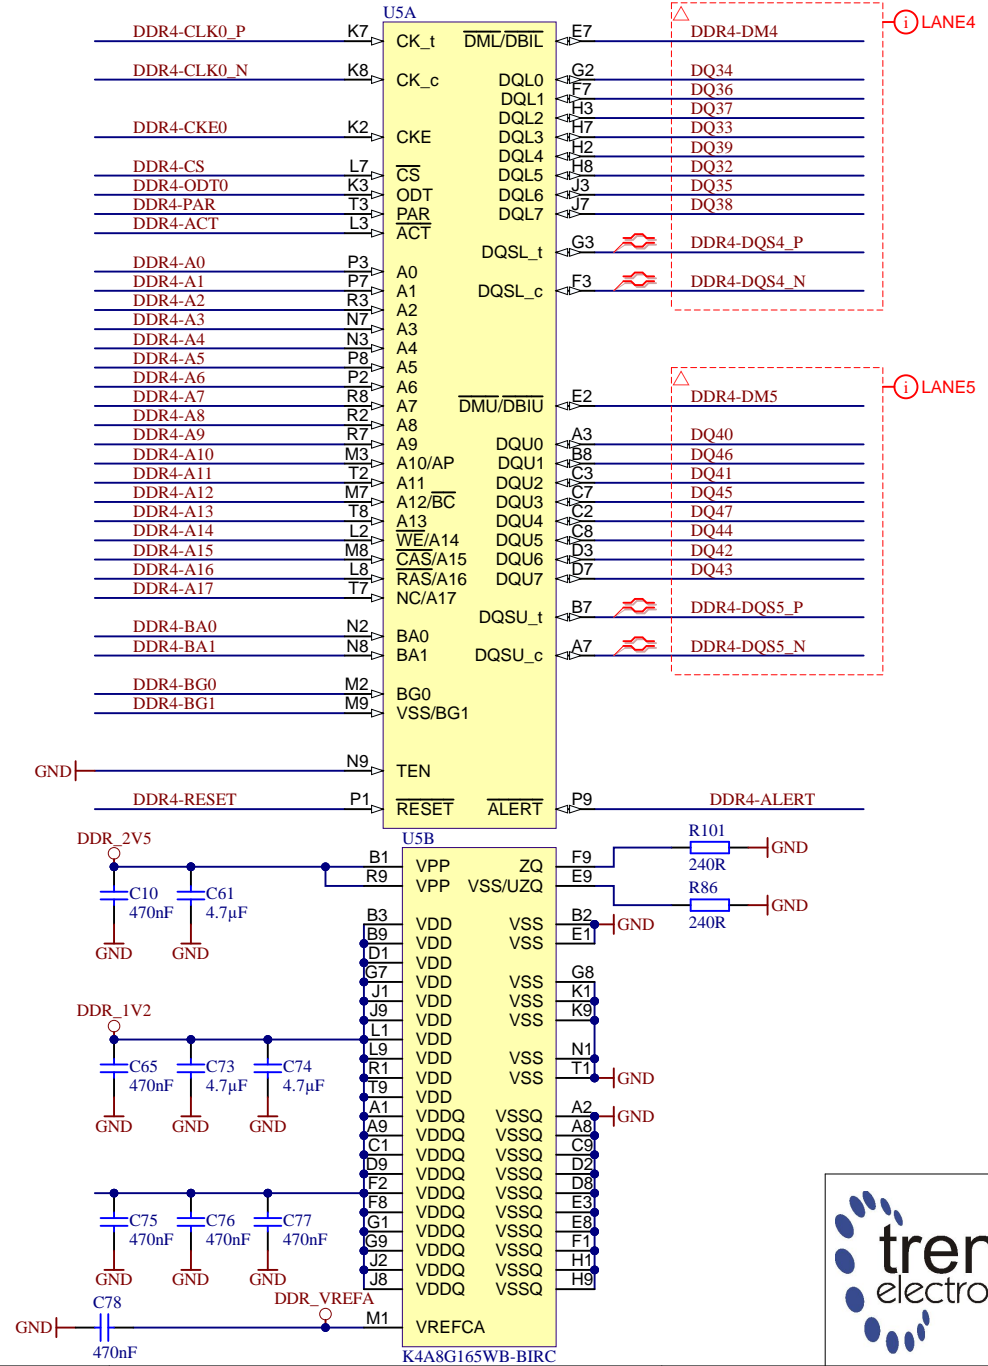 U5A
DDR4-CLK0_P K7 CK_t DML/DBIL E7 DDR4-DM4 i LANE4
DDR4-CLK0_N K8 CK_c DQL0 G2 DQ34
DQL1 F7 DQ36
DQL2 H3 DQ37
DDR4-CKE0 K2 CKE DQL3 H7 DQ33
DQL4 H2 DQ39
DDR4-CS L7 CS DQL5 H8 DQ32
DDR4-ODT0 K3 ODT DQL6 J3 DQ35
DDR4-PAR T3 PAR DQL7 J7 DQ38
DDR4-ACT L3 ACT
DQSL_t G3 DDR4-DQS4_P
DDR4-A0 P3 A0
DDR4-A1 P7 A1 DQSL_c F3 DDR4-DQS4_N
DDR4-A2 R3 A2
DDR4-A3 N7 A3
DDR4-A4 N3 A4
DDR4-A5 P8 A5
DDR4-A6 P2 A6
DDR4-A7 R8 A7 DMU/DBIU E2 DDR4-DM5 i LANE5
DDR4-A8 R2 A8
DDR4-A9 R7 A9 DQU0 A3 DQ40
DDR4-A10 M3 A10/AP DQU1 B8 DQ46
DDR4-A11 T2 A11 DQU2 C3 DQ41
DDR4-A12 M7 A12/BC DQU3 C7 DQ45
DDR4-A13 T8 A13 DQU4 C2 DQ47
DDR4-A14 L2 WE/A14 DQU5 C8 DQ44
DDR4-A15 M8 CAS/A15 DQU6 D3 DQ42
DDR4-A16 L8 RAS/A16 DQU7 D7 DQ43
DDR4-A17 T7 NC/A17
DQSU_t B7 DDR4-DQS5_P
DDR4-BA0 N2 BA0
DDR4-BA1 N8 BA1 DQSU_c A7 DDR4-DQS5_N
DDR4-BG0 M2 BG0
DDR4-BG1 M9 VSS/BG1
GND N9 TEN
DDR4-RESET P1 RESET ALERT P9 DDR4-ALERT
U5B
DDR_2V5 R101
B1 VPP ZQ F9 240R GND
R9 VPP VSS/UZQ E9 R86
C10 470nF C61 4.7µF 240R GND
B3 VDD VSS B2 GND
B9 VDD VSS E1
GND GND
D1 VDD
G7 VDD VSS G8
J1 VDD VSS K1
DDR_1V2 J9 VDD VSS K9
L1 VDD
L9 VDD VSS N1
C65 470nF C73 4.7µF C74 4.7µF
R1 VDD VSS T1 GND
T9 VDD
A1 VDDQ VSSQ A2 GND
GND GND GND
A9 VDDQ VSSQ A8
C1 VDDQ VSSQ C9
D9 VDDQ VSSQ D2
F2 VDDQ VSSQ D8
F8 VDDQ VSSQ E3
C75 470nF C76 470nF C77 470nF
G1 VDDQ VSSQ E8
G9 VDDQ VSSQ F1
J2 VDDQ VSSQ H1
GND GND GND
J8 VDDQ VSSQ H9
C78 DDR_VREFA
GND 470nF M1 VREFCA
K4A8G165WB-BIRC
tren
electro